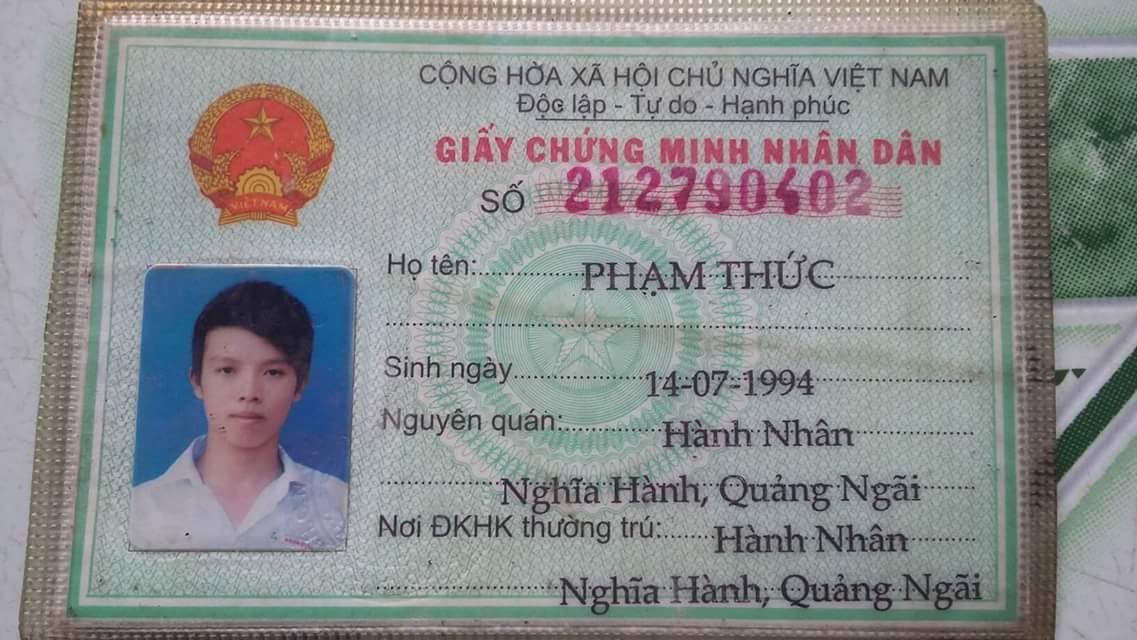 CỘNG HÒA XÃ HỘI CHỦ NGHĨA VIỆT NAM
Độc lập - Tự do - Hạnh phúc
GIẤY CHỨNG MINH NHÂN DÂN
SỐ 212790402
VIỆT NAM
Họ tên: PHẠM THỨC
Sinh ngày 14-07-1994
Nguyên quán: Hành Nhân
Nghĩa Hành, Quảng Ngãi
Nơi ĐKHK thường trú: Hành Nhân
Nghĩa Hành, Quảng Ngãi